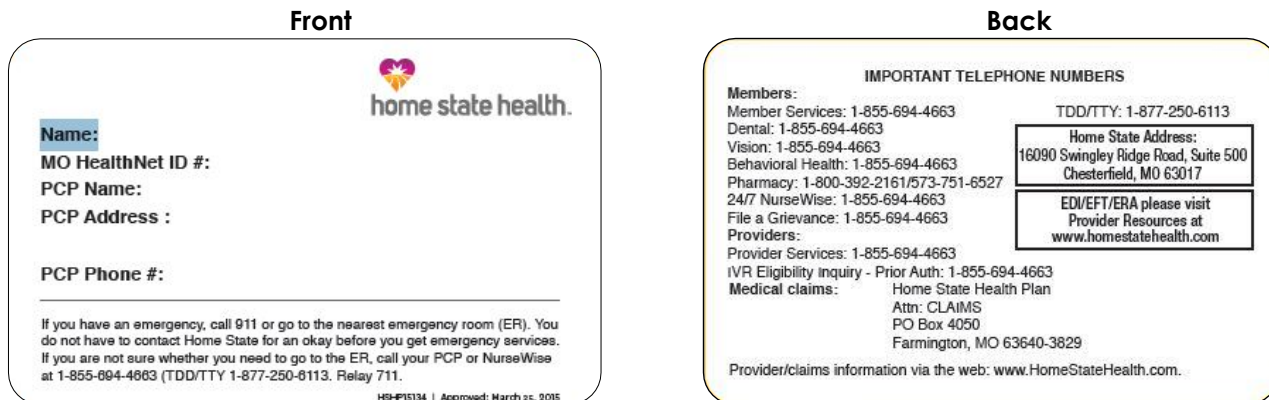 Front
home state health.
Name:
MO HealthNet ID #:
PCP Name:
PCP Address :
PCP Phone #:
If you have an emergency, call 911 or go to the nearest emergency room (ER). You
do not have to contact Home State for an okay before you get emergency services.
If you are not sure whether you need to go to the ER, call your PCP or NurseWise
at 1-855-694-4663 (TDD/TTY 1-877-250-6113. Relay 711.
HSHP15134 | Approved: March 25, 2015
Back
IMPORTANT TELEPHONE NUMBERS
Members:
Member Services: 1-855-694-4663
TDD/TTY: 1-877-250-6113
Dental: 1-855-694-4663
Vision: 1-855-694-4663
Behavioral Health: 1-855-694-4663
Pharmacy: 1-800-392-2161/573-751-6527
24/7 NurseWise: 1-855-694-4663
File a Grievance: 1-855-694-4663
Home State Address:
16090 Swingley Ridge Road, Suite 500
Chesterfield, MO 63017
EDI/EFT/ERA please visit
Provider Resources at
www.homestatehealth.com
Providers:
Provider Services: 1-855-694-4663
IVR Eligibility Inquiry - Prior Auth: 1-855-694-4663
Medical claims: Home State Health Plan
Attn: CLAIMS
PO Box 4050
Farmington, MO 63640-3829
Provider/claims information via the web: www.HomeStateHealth.com.